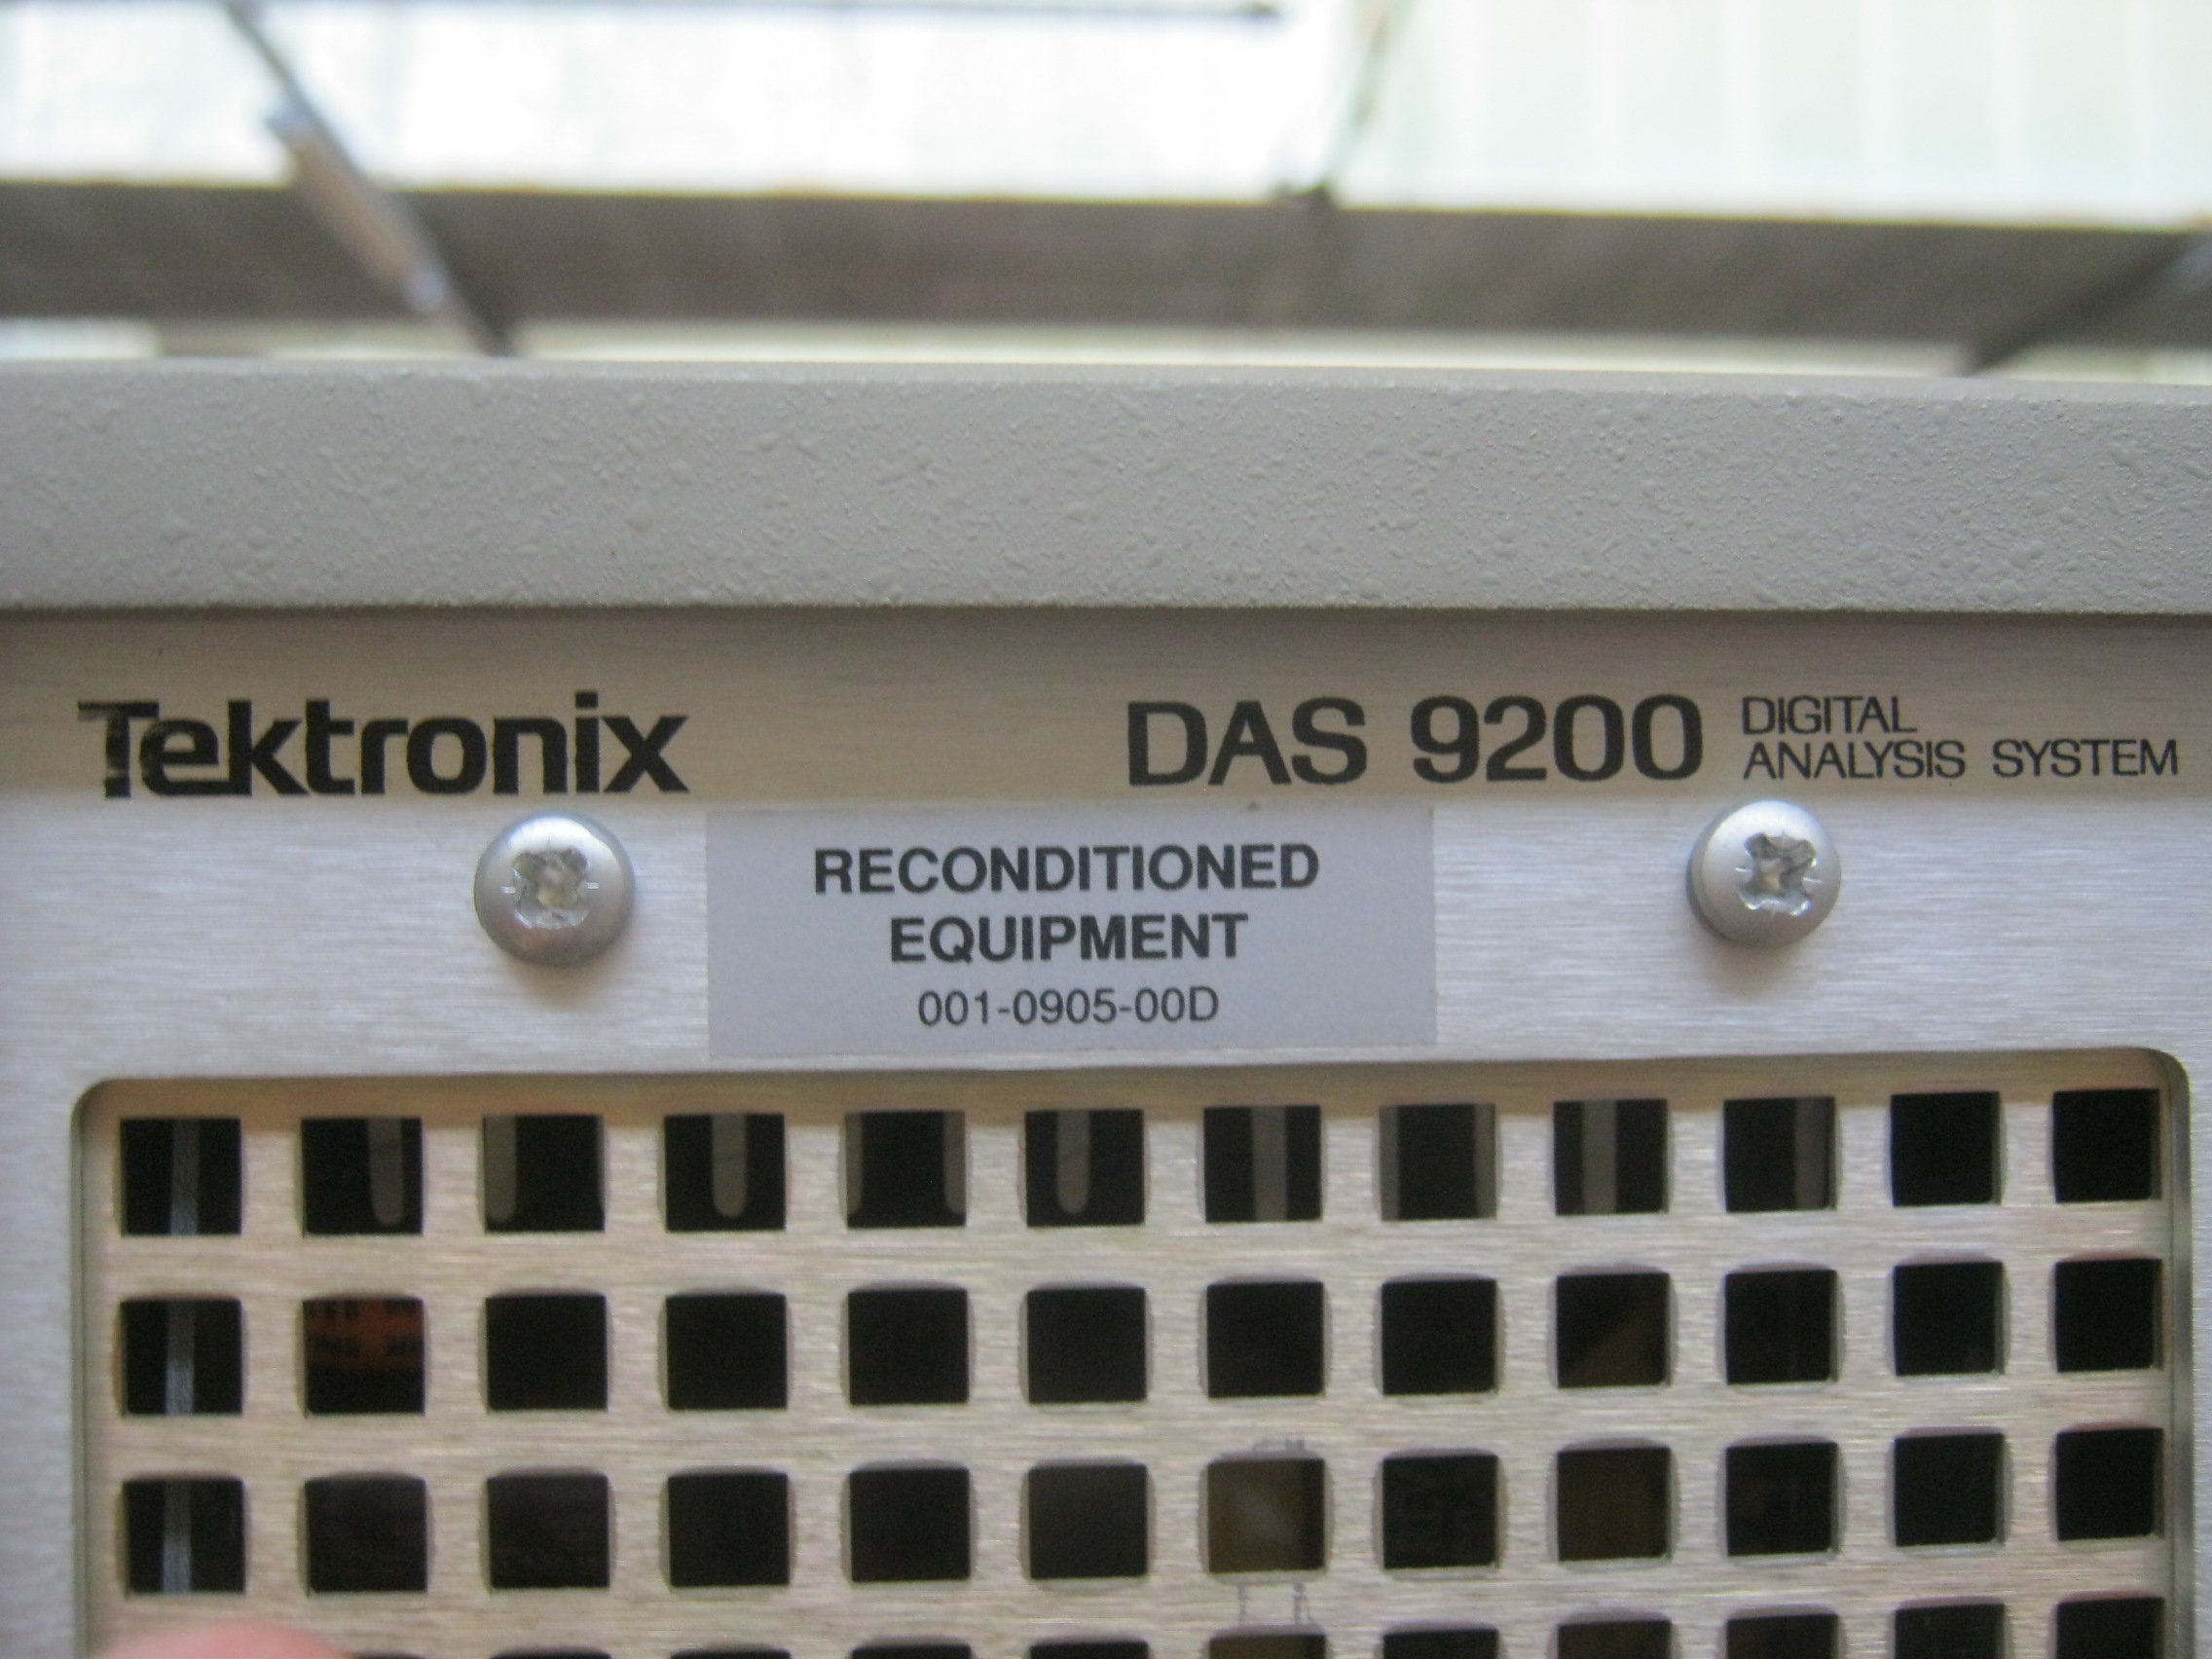 Tektronix
DAS 9200
DIGITAL
ANALYSIS SYSTEM
RECONDITIONED
EQUIPMENT
001-0905-00D